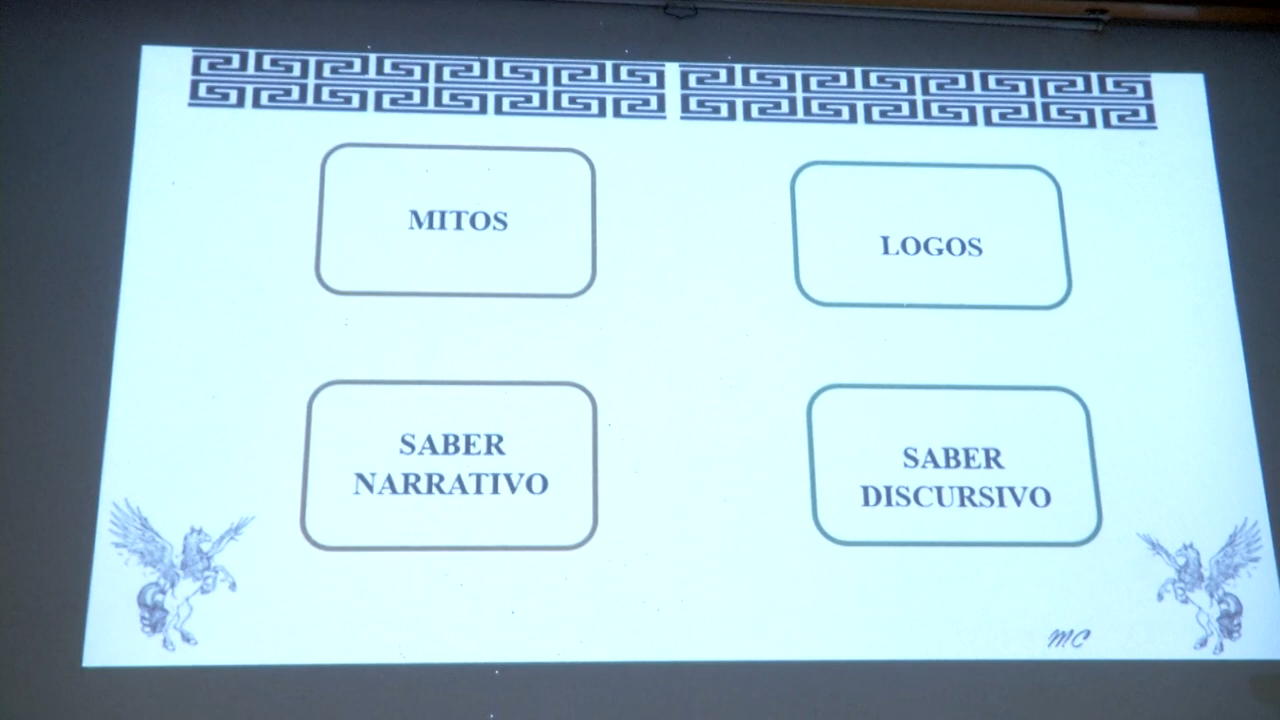 MITOS
LOGOS
SABER
NARRATIVO
SABER
DISCURSIVO
MC